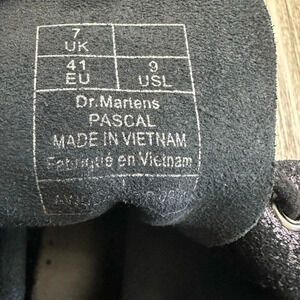 7
UK
41
EU
9
USL
Dr.Martens
PASCAL
MADE IN VIETNAM
Fabriqué en Vietnam